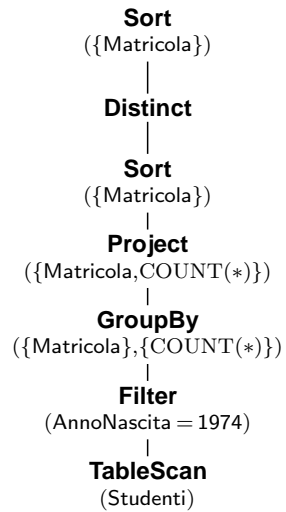 Sort
({Matricola})
Distinct
Sort
({Matricola})
Project
({Matricola,COUNT(∗)})
GroupBy
({Matricola},{COUNT(∗)})
Filter
(AnnoNascita = 1974)
TableScan
(Studenti)